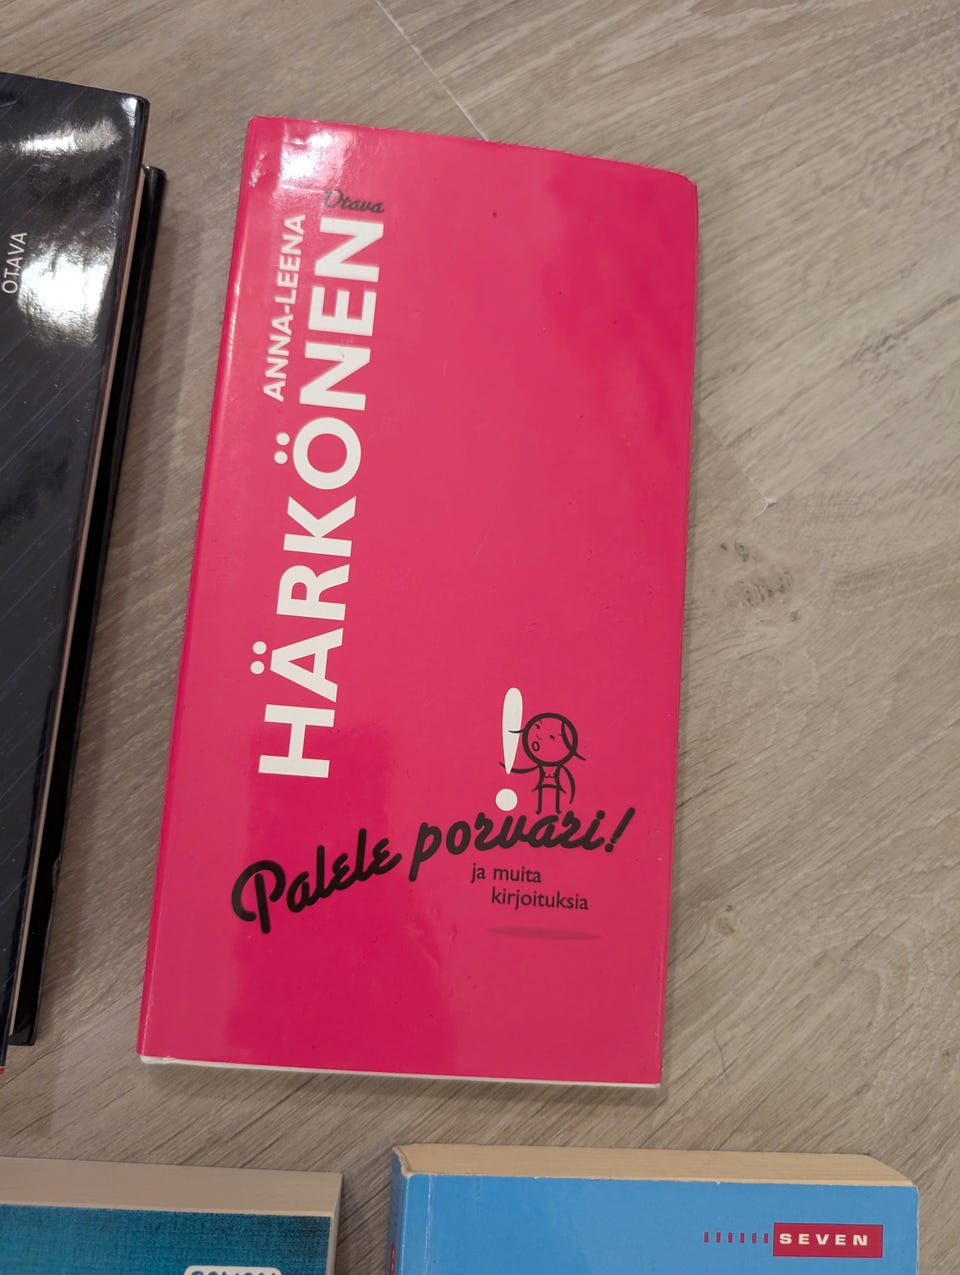 OTAVA
Otava
ANNA-LEENA
HÄRKÖNEN
!
Palele porvari!
ja muita
kirjoituksia
SEVEN